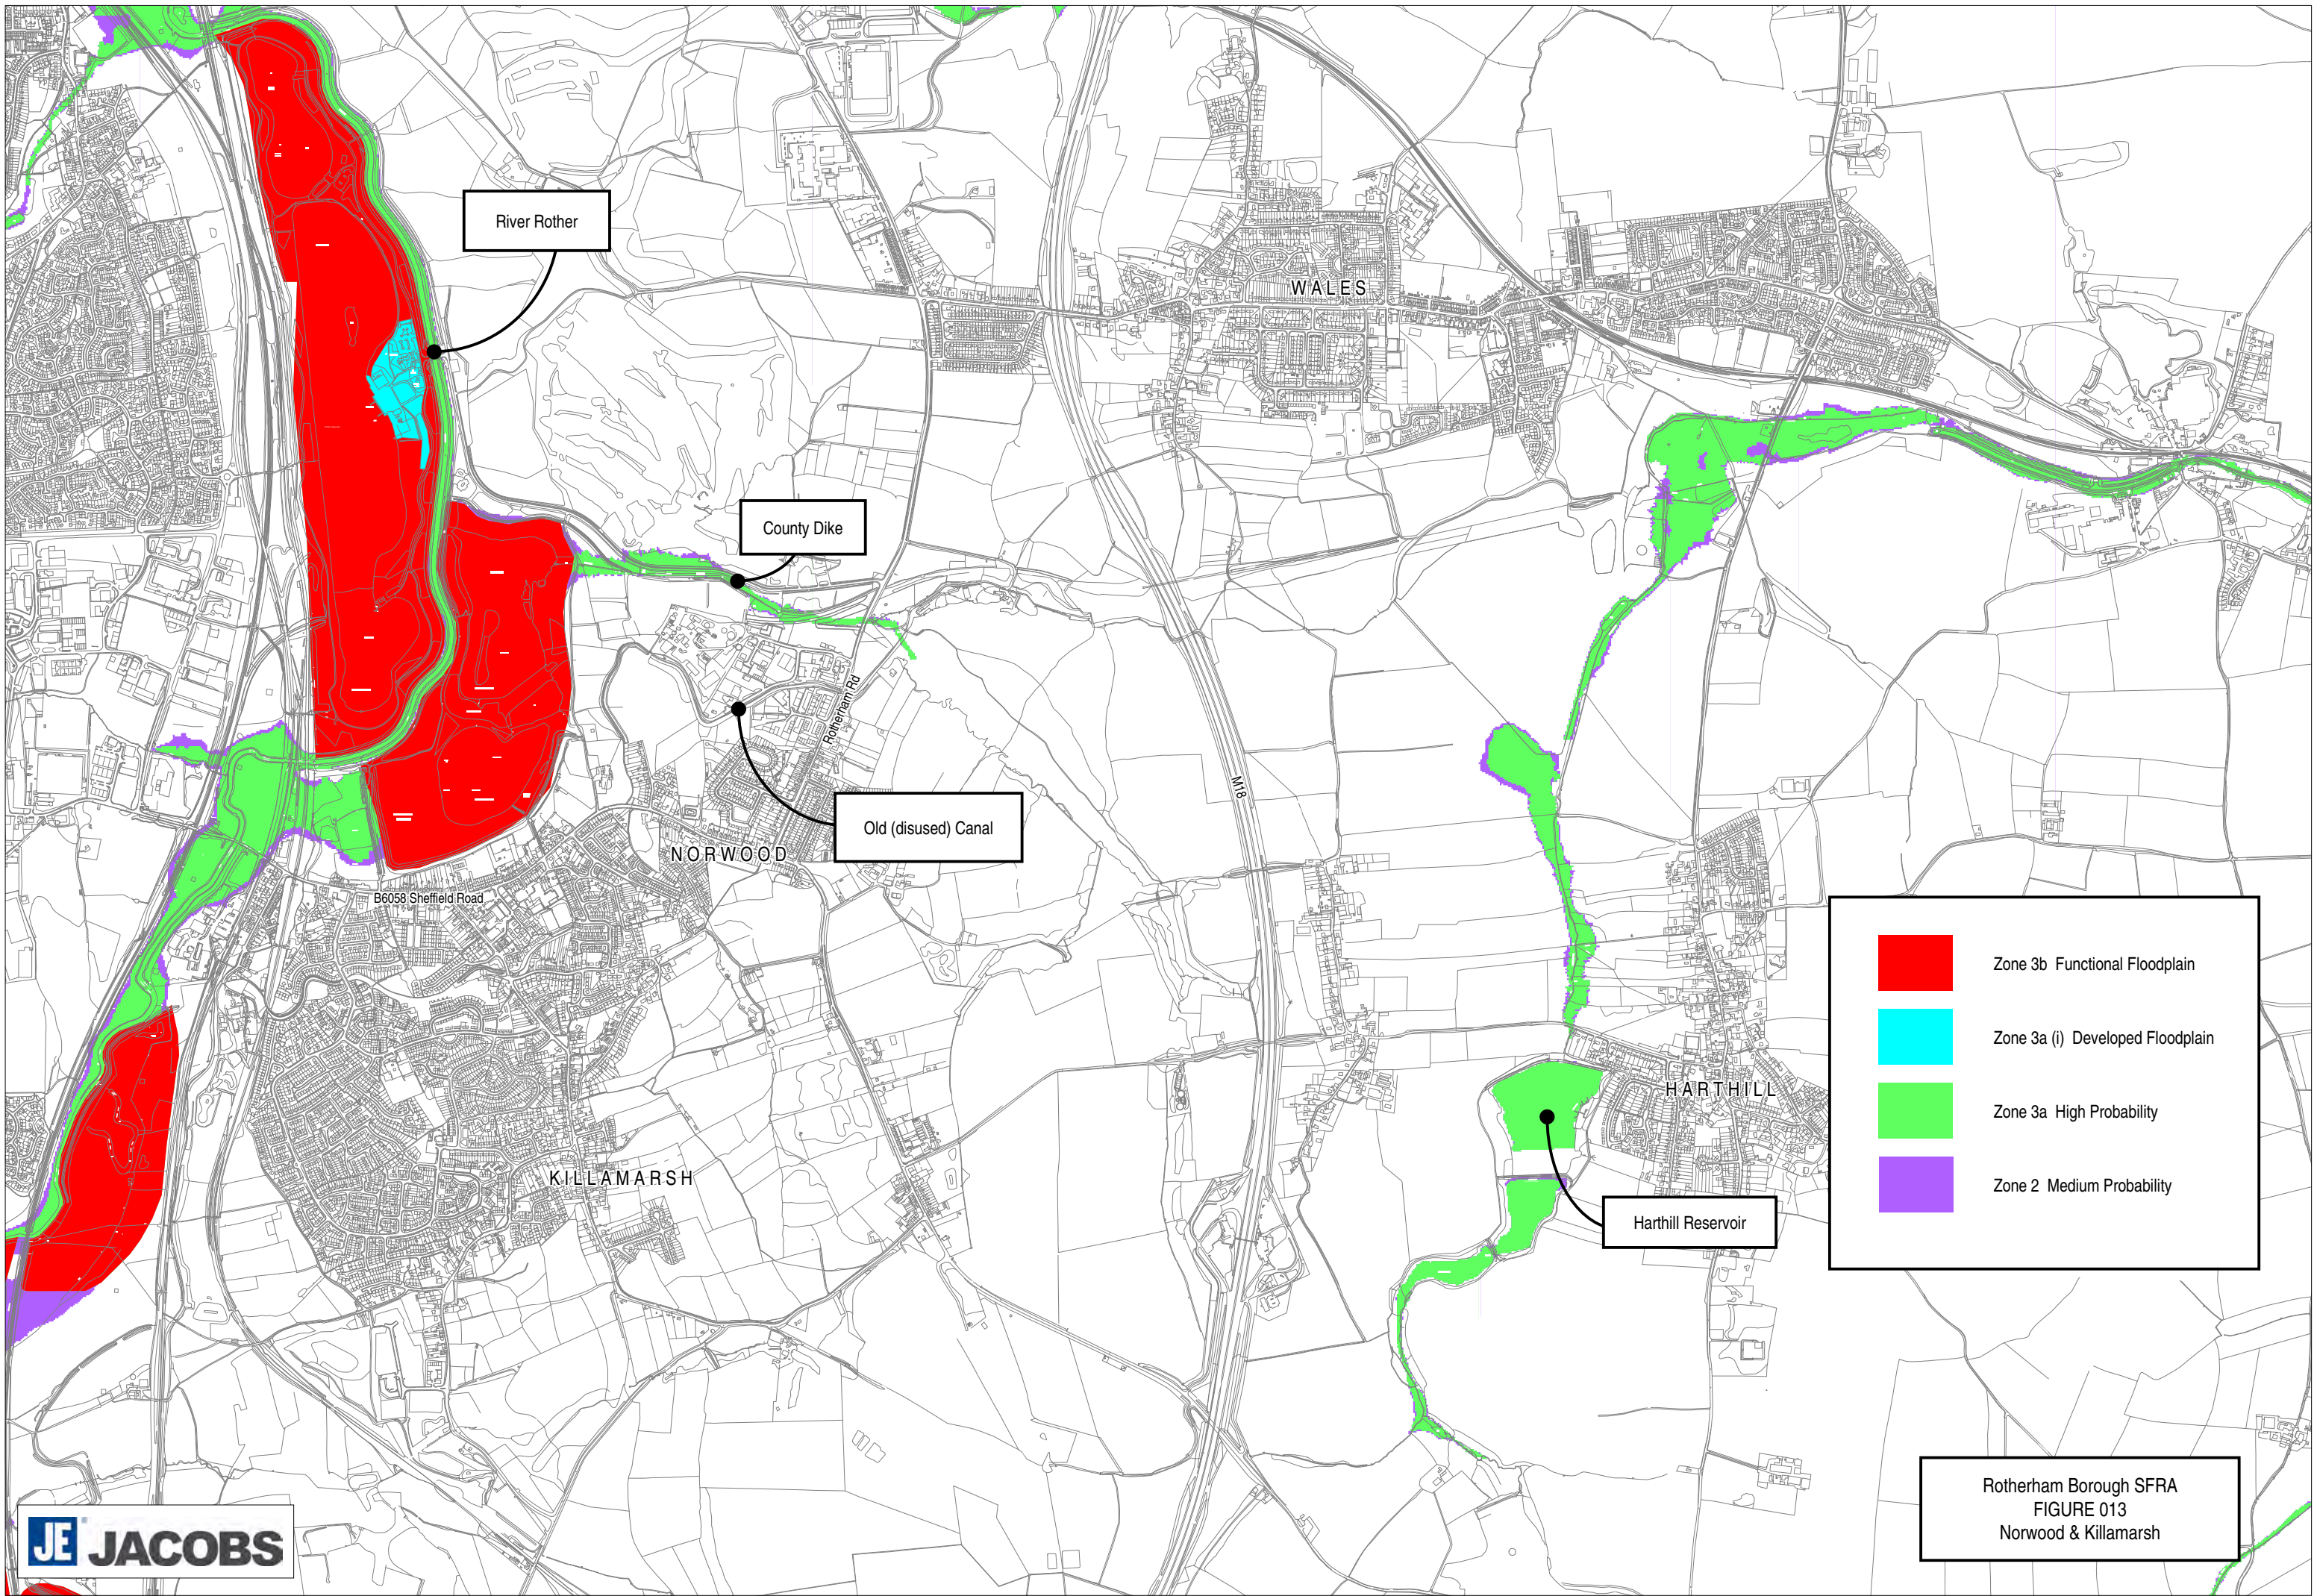 River Rother
WALES
County Dike
Rotherham Rd
M18
Old (disused) Canal
NORWOOD
B6058 Sheffield Road
Zone 3b Functional Floodplain
Zone 3a (i) Developed Floodplain
Zone 3a High Probability
Zone 2 Medium Probability
HARTHILL
KILLAMARSH
Harthill Reservoir
Rotherham Borough SFRA
FIGURE 013
Norwood & Killamarsh
JE JACOBS